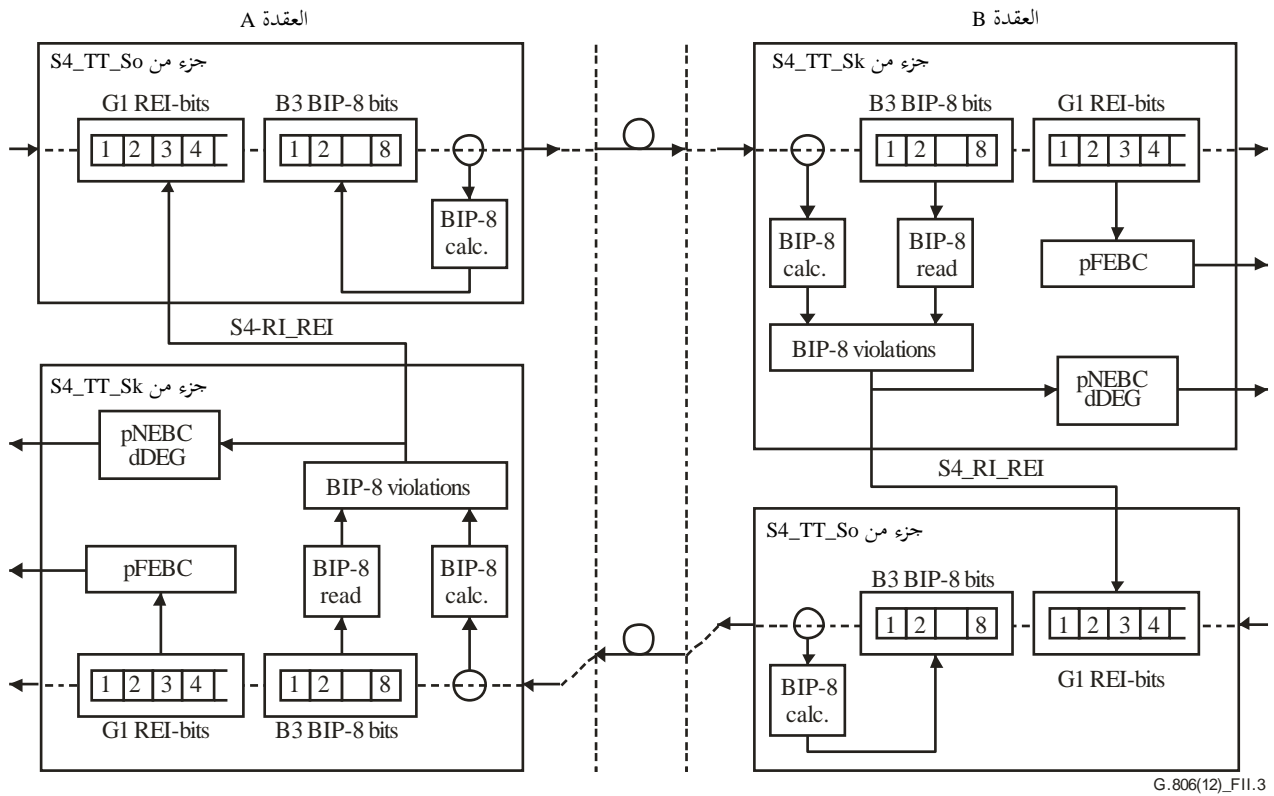 العقدة A
العقدة B
جزء من S4_TT_So
G1 REI-bits
B3 BIP-8 bits
1 2 3 4
1 2 8
BIP-8
calc.
S4-RI_REI
جزء من S4_TT_Sk
B3 BIP-8 bits
G1 REI-bits
1 2 8
1 2 3 4
BIP-8
calc.
BIP-8
read
pFEBC
BIP-8 violations
pNEBC
dDEG
S4_RI_REI
جزء من S4_TT_Sk
pNEBC
dDEG
BIP-8 violations
pFEBC
BIP-8
read
BIP-8
calc.
1 2 3 4
1 2 8
G1 REI-bits
B3 BIP-8 bits
جزء من S4_TT_So
B3 BIP-8 bits
1 2 8
1 2 3 4
G1 REI-bits
BIP-8
calc.
G.806(12)_FII.3